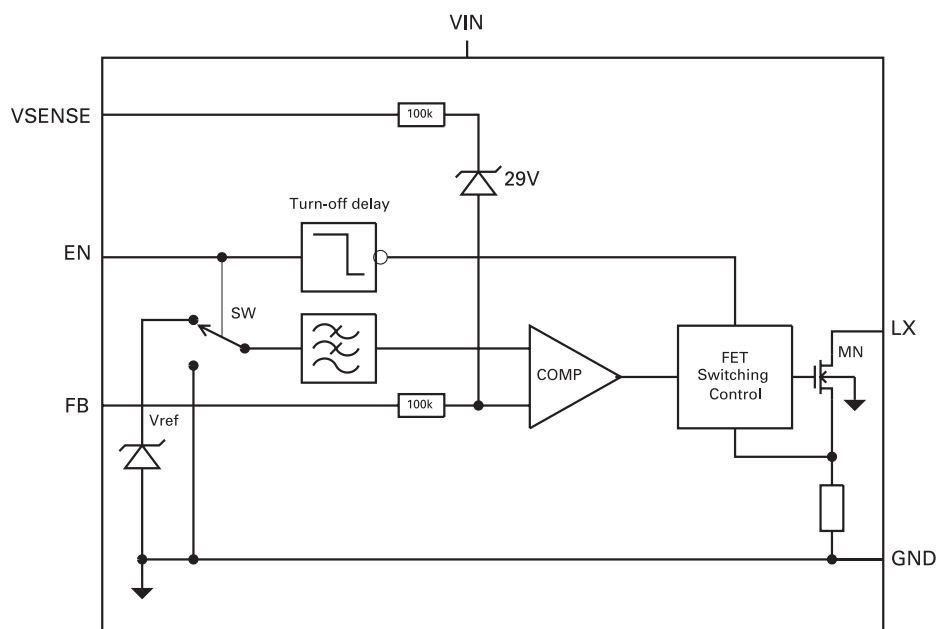 VIN
VSENSE
100k
29V
Turn-off delay
EN
SW
LX
MN
COMP
FET
Switching
Control
FB
100k
Vref
GND